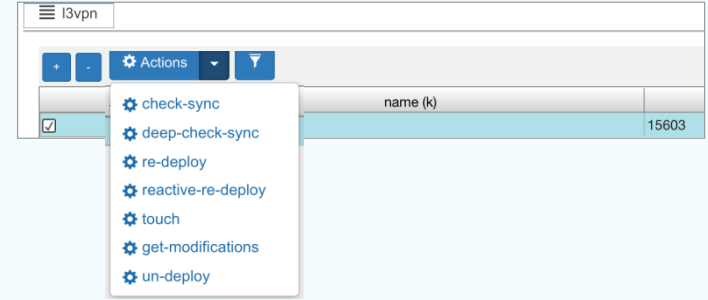 l3vpn
+ - Actions
name (k)
15603
check-sync
deep-check-sync
re-deploy
reactive-re-deploy
touch
get-modifications
un-deploy